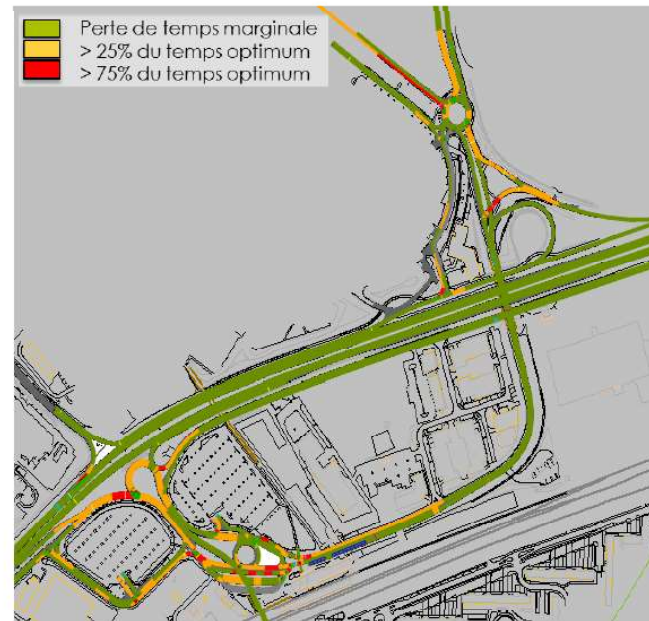 Perte de temps marginale
> 25% du temps optimum
> 75% du temps optimum